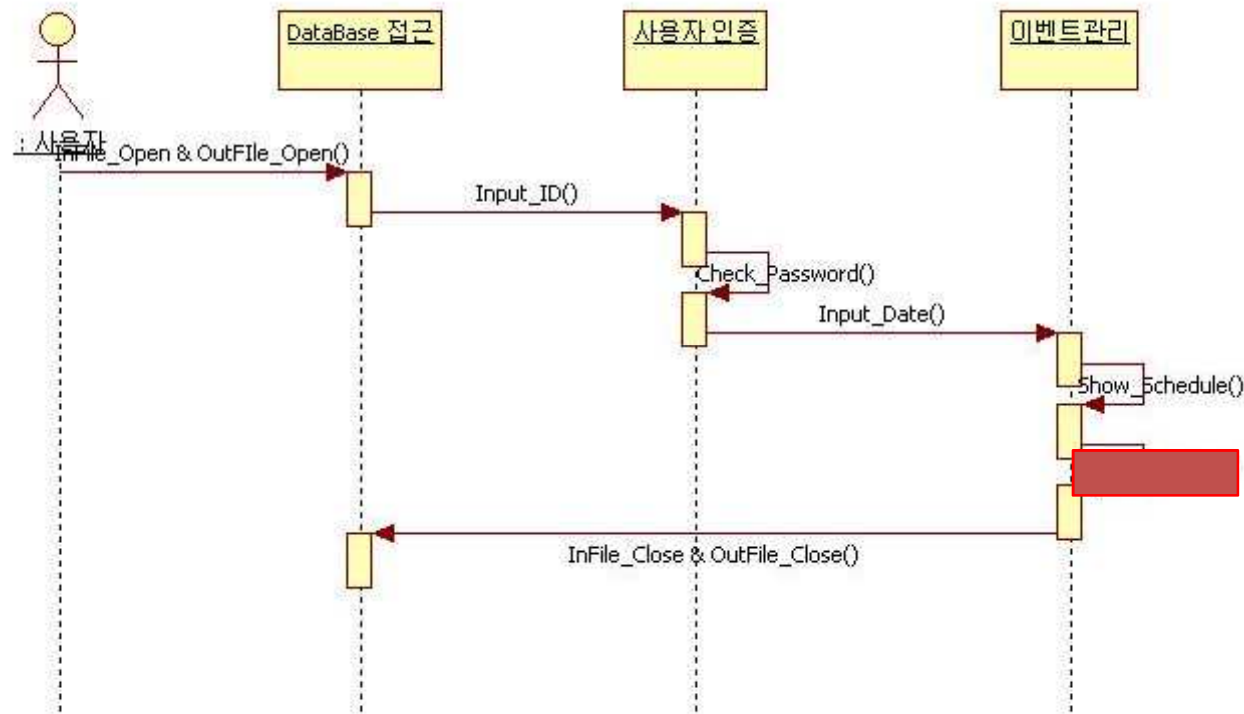 DataBase 접근
사용자 인증
이벤트관리
: 사용자
InFile_Open & OutFIle_Open()
Input_ID()
Check_Password()
Input_Date()
Show_Schedule()
InFile_Close & OutFile_Close()